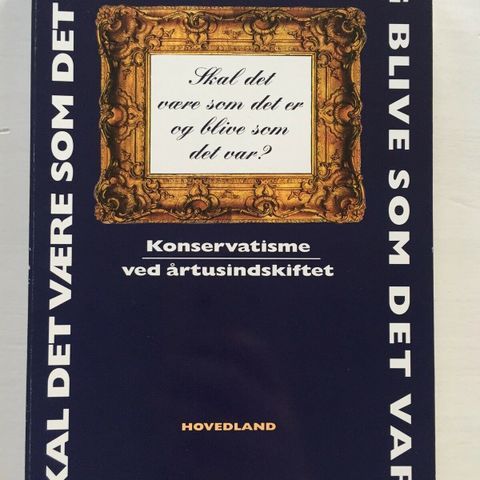 Skal det
være som det er
og blive som
det var?
Konservatisme
ved årtusindskiftet
HOVEDLAND
KAL DET VÆRE SOM DET
BLIVE SOM DET VAR